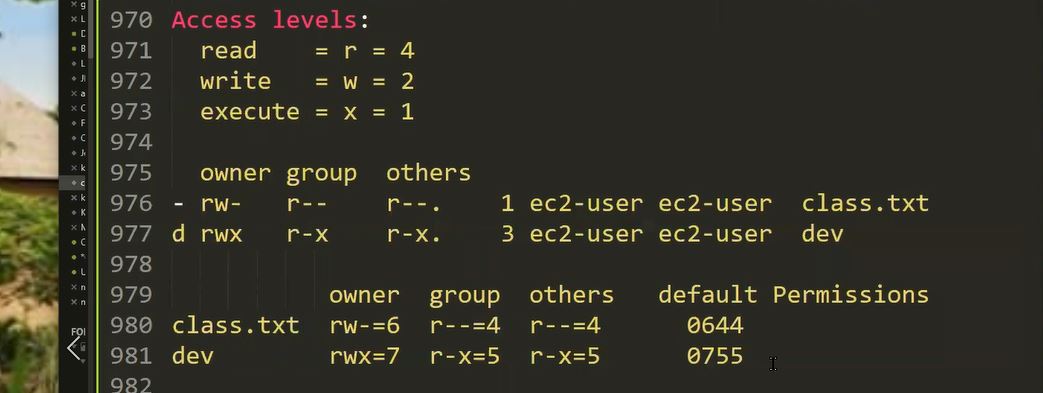 970 Access levels:
971   read    = r = 4
972   write   = w = 2
973   execute = x = 1
974
975   owner group  others
976 - rw-   r--    r--.    1 ec2-user ec2-user  class.txt
977 d rwx   r-x    r-x.    3 ec2-user ec2-user  dev
978
979            owner  group  others   default Permissions
980 class.txt  rw-=6  r--=4  r--=4     0644
981 dev        rwx=7  r-x=5  r-x=5     0755
982
FO